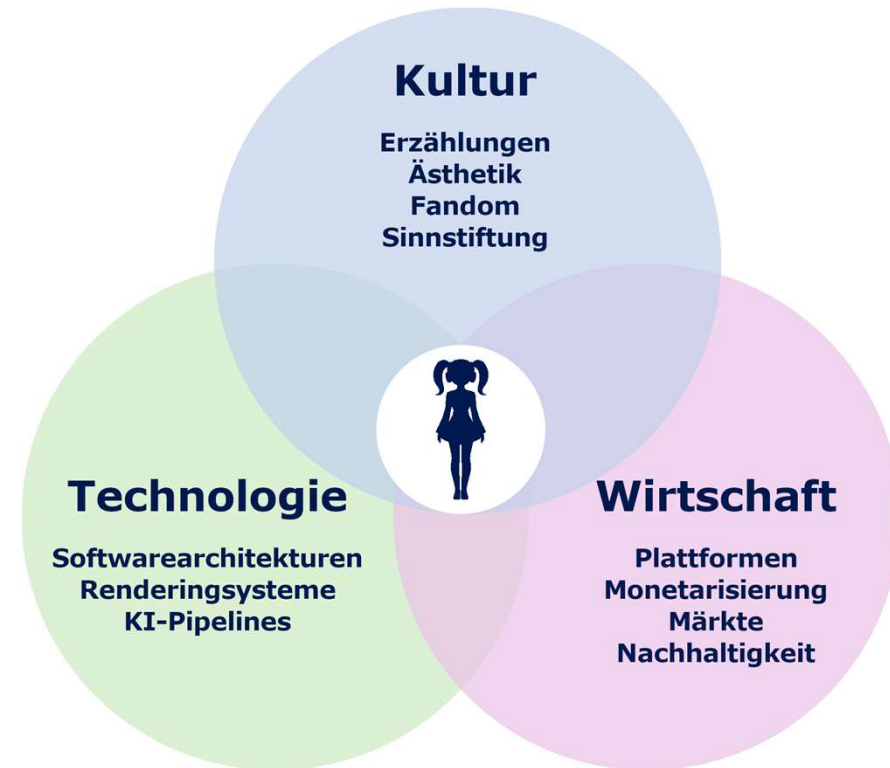 Kultur
Erzählungen
Ästhetik
Fandom
Sinnstiftung
Technologie
Softwarearchitekturen
Renderingsysteme
KI-Pipelines
Wirtschaft
Plattformen
Monetarisierung
Märkte
Nachhaltigkeit